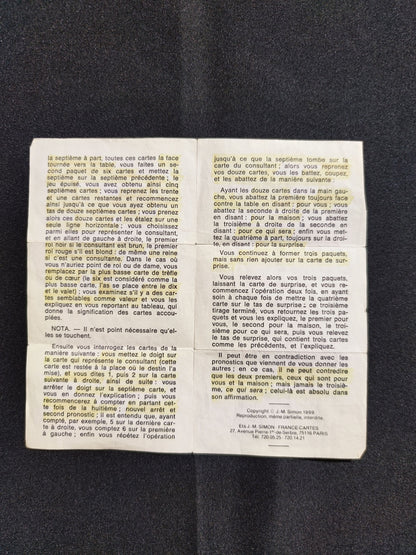 la septième à part, toutes ces cartes la face
tournée vers la table, vous faites un se-
cond paquet de six cartes et mettez la
septième sur la septième précédente ; le
jeu épuisé, vous avez obtenu ainsi cinq
septièmes cartes ; vous reprenez les trente
et une cartes restantes et recommencez
ainsi jusqu'à ce que vous ayez obtenu un
tas de douze septièmes cartes ; vous prenez
alors ces douze cartes et les étalez sur une
seule ligne horizontale ; vous choisissez
parmi elles pour représenter le consultant,
et en allant de gauche à droite, le premier
roi noir si le consultant est brun, le premier
roi rouge s'il est blond ; de même une reine
si c'est une consultante. Dans le cas où
vous n'auriez point de roi ou de dame, vous
remplacez par la plus basse carte de trèfle
ou de cœur (l'as est considéré comme la
plus basse carte, l'as se place entre le dix
et le valet) ; vous examinez s'il y a des car-
tes semblables comme valeur et vous les
expliquez en vous reportant au tableau, qui
donne la signification des cartes accou-
plées.
NOTA. — Il n'est point nécessaire qu'el-
les se touchent.
Ensuite vous interrogez les cartes de la
manière suivante : vous mettez le doigt sur
la carte qui représente le consultant (cette
carte est restée à la place où le destin l'a
mise), et vous dites 1, puis 2 sur la carte
suivante à droite, ainsi de suite ; vous
arrêter le doigt sur la septième carte, et
vous en donnez l'explication ; puis vous
recommencerez à compter en partant cet-
te fois de la huitième ; nouvel arrêt et
second pronostic ; il est entendu que, ayant
compté, par exemple, 5 sur la dernière car-
te à droite, vous comptez 6 sur la première
à gauche ; enfin vous répétez l'opération
jusqu'à ce que la septième tombe sur la
carte du consultant ; alors vous reprenez
vos douze cartes, vous les battez, coupez,
et les abattez de la manière suivante :
Ayant les douze cartes dans la main gau-
che, vous abattez la première toujours face
contre la table en disant : pour vous ; vous
abattez la seconde à droite de la première
en disant : pour la maison ; vous abattez
la troisième à droite de la seconde en
disant : pour ce qui sera ; enfin vous met-
tez la quatrième à part, toujours sur la droi-
te, en disant : pour la surprise.
Vous continuez à former trois paquets,
mais sans rien ajouter sur la carte de sur-
prise.
Vous relevez alors vos trois paquets,
laissant la carte de surprise, et vous re-
commencez l'opération deux fois, en ayant
soin à chaque fois de mettre la quatrième
carte sur le tas de surprise ; ce troisième
tirage terminé, vous retournez les trois tas
et vous les expliquez, le premier pour
vous, le second pour la maison, le troisiè-
me pour ce qui sera, puis vous relevez
le tas de surprise, qui contient trois cartes
comme les précédents, et l'expliquez.
Il peut être en contradiction avec les
pronostics que viennent de vous donner les
autres ; en ce cas, il ne peut contredire
que les deux premiers, ceux qui sont pour
vous et la maison ; mais jamais le troisiè-
me, ce qui sera ; celui-là est absolu dans
son affirmation.
Copyright © J. M. Simon 1969
Reproduction, même partielle, interdite.
Ets J. M. SIMON - FRANCE-CARTES
27, Avenue Pierre-1er-de-Serbie, 75116 PARIS
Tél. 720.05.25 - 720.14.21